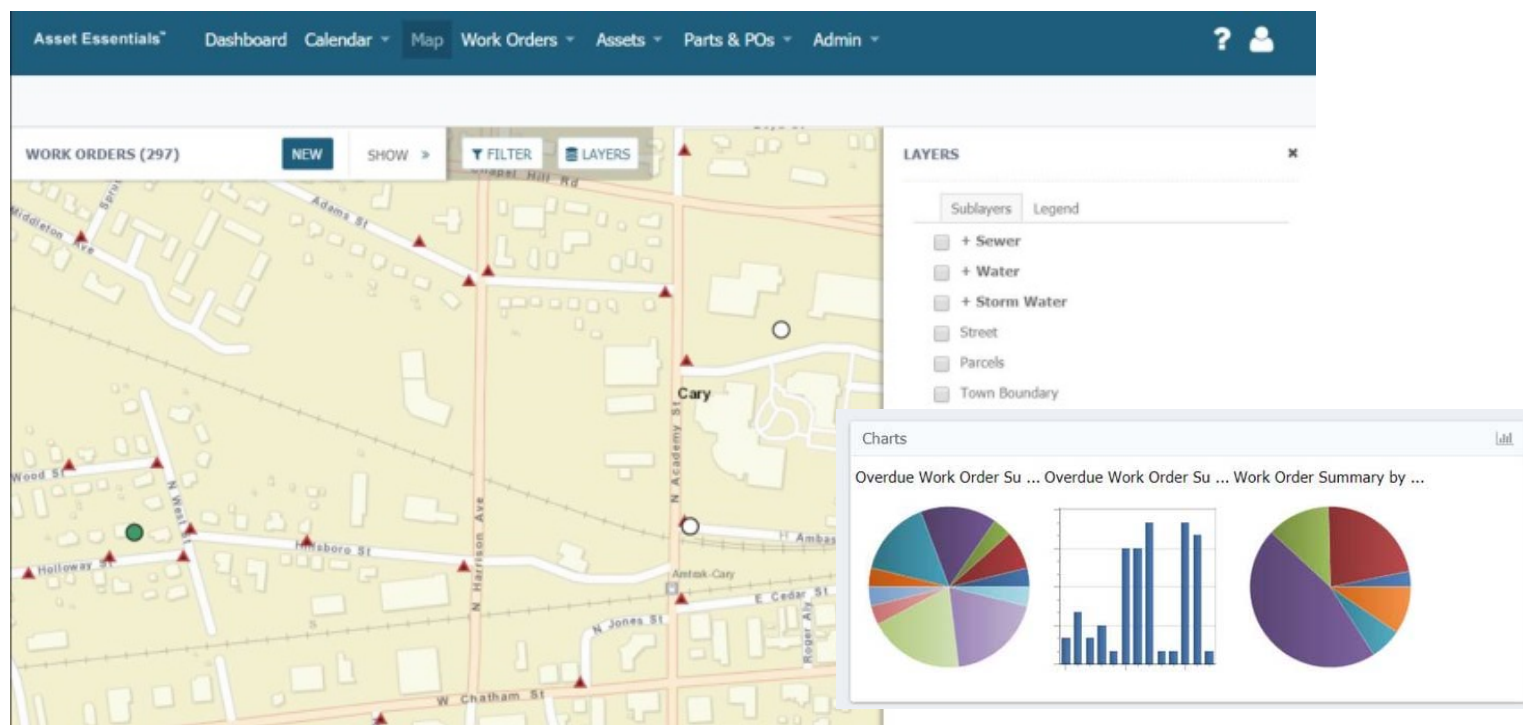 Asset Essentials™ Dashboard Calendar Map Work Orders Assets Parts & POs Admin ?
WORK ORDERS (297) NEW SHOW » FILTER LAYERS
LAYERS
Sublayers Legend
+ Sewer
+ Water
+ Storm Water
Street
Parcels
Town Boundary
Chapel Hill Rd
Adams St
Middleton Ave
Cary
N Academy St
Wood St
N West St
Hillsboro St
Holloway St
N Harrison Ave
Amtrak-Cary
E Cedar St
N Jones St
Roger Aly
W Chatham St
Charts
Overdue Work Order Su ... Overdue Work Order Su ... Work Order Summary by ...